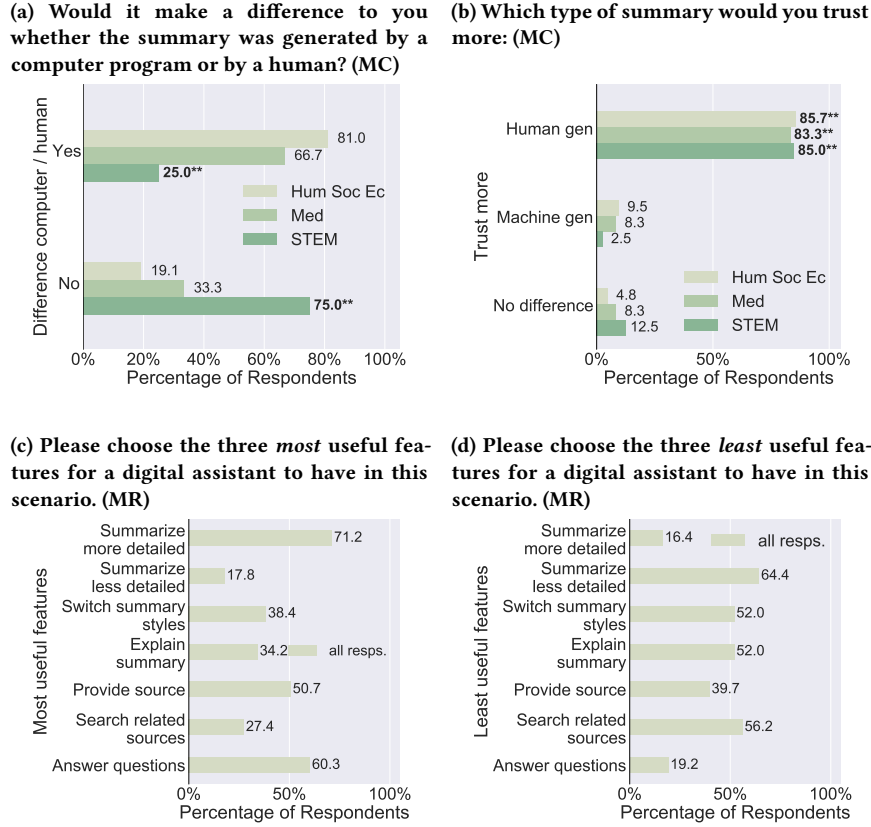 (a) Would it make a difference to you
whether the summary was generated by a
computer program or by a human? (MC)
Difference computer / human
Yes
81.0
66.7
25.0**
Hum Soc Ec
Med
STEM
No
19.1
33.3
75.0**
0% 20% 40% 60% 80% 100%
Percentage of Respondents
(b) Which type of summary would you trust
more: (MC)
Trust more
Human gen
85.7**
83.3**
85.0**
Machine gen
9.5
8.3
2.5
Hum Soc Ec
Med
STEM
No difference
4.8
8.3
12.5
0% 50% 100%
Percentage of Respondents
(c) Please choose the three most useful fea-
tures for a digital assistant to have in this
scenario. (MR)
Most useful features
Summarize
more detailed
71.2
Summarize
less detailed
17.8
Switch summary
styles
38.4
Explain
summary
34.2
all resps.
Provide source
50.7
Search related
sources
27.4
Answer questions
60.3
0% 50% 100%
Percentage of Respondents
(d) Please choose the three least useful fea-
tures for a digital assistant to have in this
scenario. (MR)
Least useful features
Summarize
more detailed
16.4
all resps.
Summarize
less detailed
64.4
Switch summary
styles
52.0
Explain
summary
52.0
Provide source
39.7
Search related
sources
56.2
Answer questions
19.2
0% 50% 100%
Percentage of Respondents